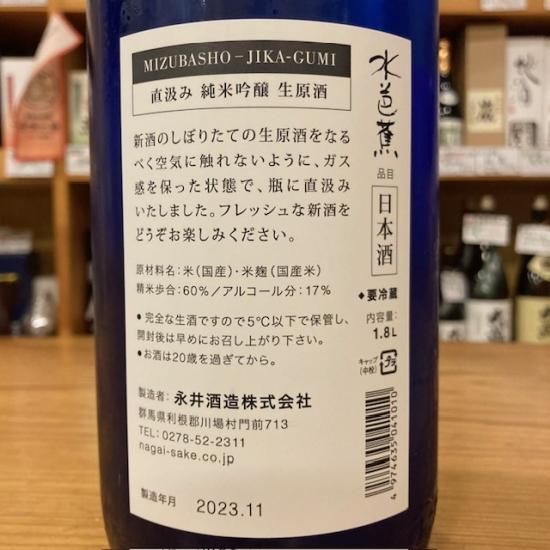 MIZUBASHO－JIKA-GUMI
直汲み 純米吟醸 生原酒
新酒のしぼりたての生原酒をなる
べく空気に触れないように、ガス
感を保った状態で、瓶に直汲み
いたしました。フレッシュな新酒を
どうぞお楽しみください。
原材料名：米（国産）・米麹（国産米）
精米歩合：60％／アルコール分：17％
●完全な生酒ですので5℃以下で保管し、
開封後は早めにお召し上がり下さい。
●お酒は20歳を過ぎてから。
製造者：永井酒造株式会社
群馬県利根郡川場村門前713
TEL: 0278-52-2311
nagai-sake.co.jp
製造年月 2023.11
水芭蕉
品目
日本酒
◆要冷蔵
内容量：
1.8L
キャップ
(中栓)
プラ
4 974635 041010